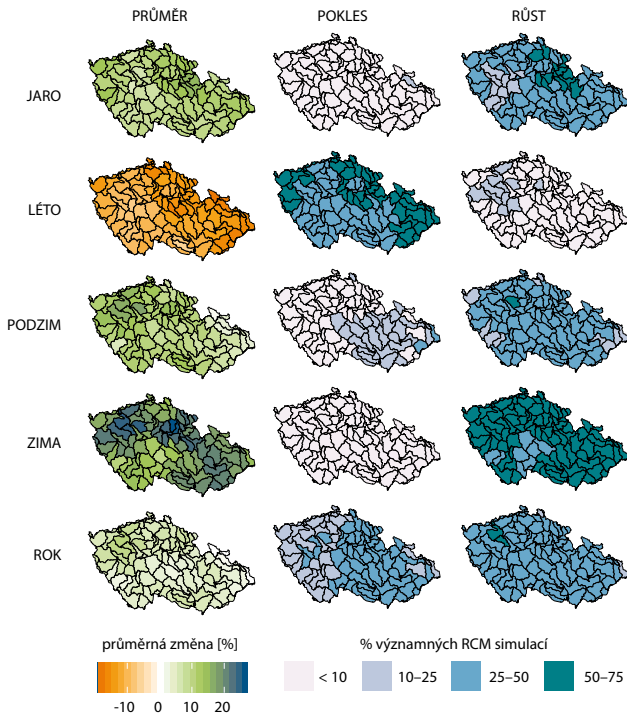 PRŮMĚR POKLES RŮST
JARO
LÉTO
PODZIM
ZIMA
ROK
průměrná změna [%] % významných RCM simulací
-10 0 10 20 < 10 10–25 25–50 50–75